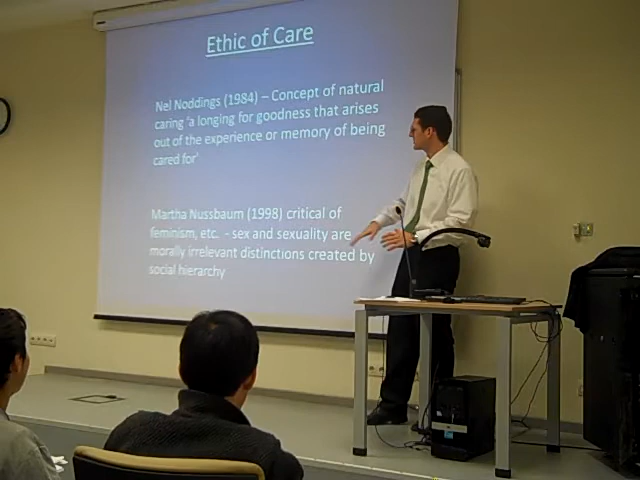 Ethic of Care
Nel Noddings (1984) – Concept of natural
caring 'a longing for goodness that arises
out of the experience or memory of being
cared for'
Martha Nussbaum (1998) critical of
feminism, etc. - sex and sexuality are
morally irrelevant distinctions created by
social hierarchy